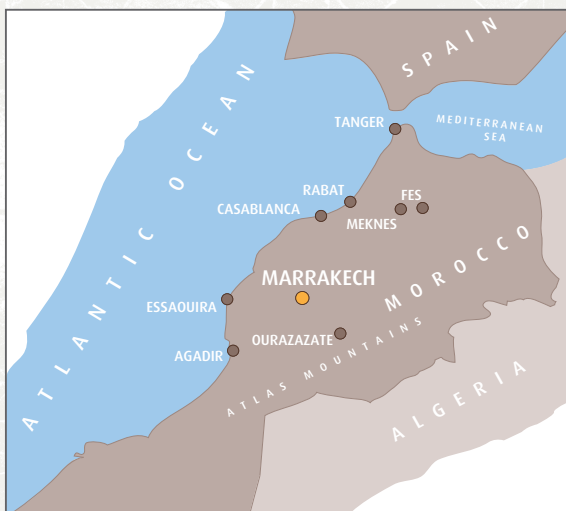 SPAIN
ATLANTIC OCEAN
TANGER
MEDITERRANEAN
SEA
RABAT
FES
CASABLANCA
MEKNES
MOROCCO
MARRAKECH
ESSAOUIRA
OURAZAZATE
AGADIR
ATLAS MOUNTAINS
ALGERIA